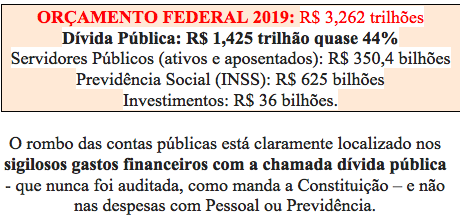 ORÇAMENTO FEDERAL 2019: R$ 3,262 trilhões
Dívida Pública: R$ 1,425 trilhão quase 44%
Servidores Públicos (ativos e aposentados): R$ 350,4 bilhões
Previdência Social (INSS): R$ 625 bilhões
Investimentos: R$ 36 bilhões.
O rombo das contas públicas está claramente localizado nos
sigilosos gastos financeiros com a chamada dívida pública
- que nunca foi auditada, como manda a Constituição – e não
nas despesas com Pessoal ou Previdência.